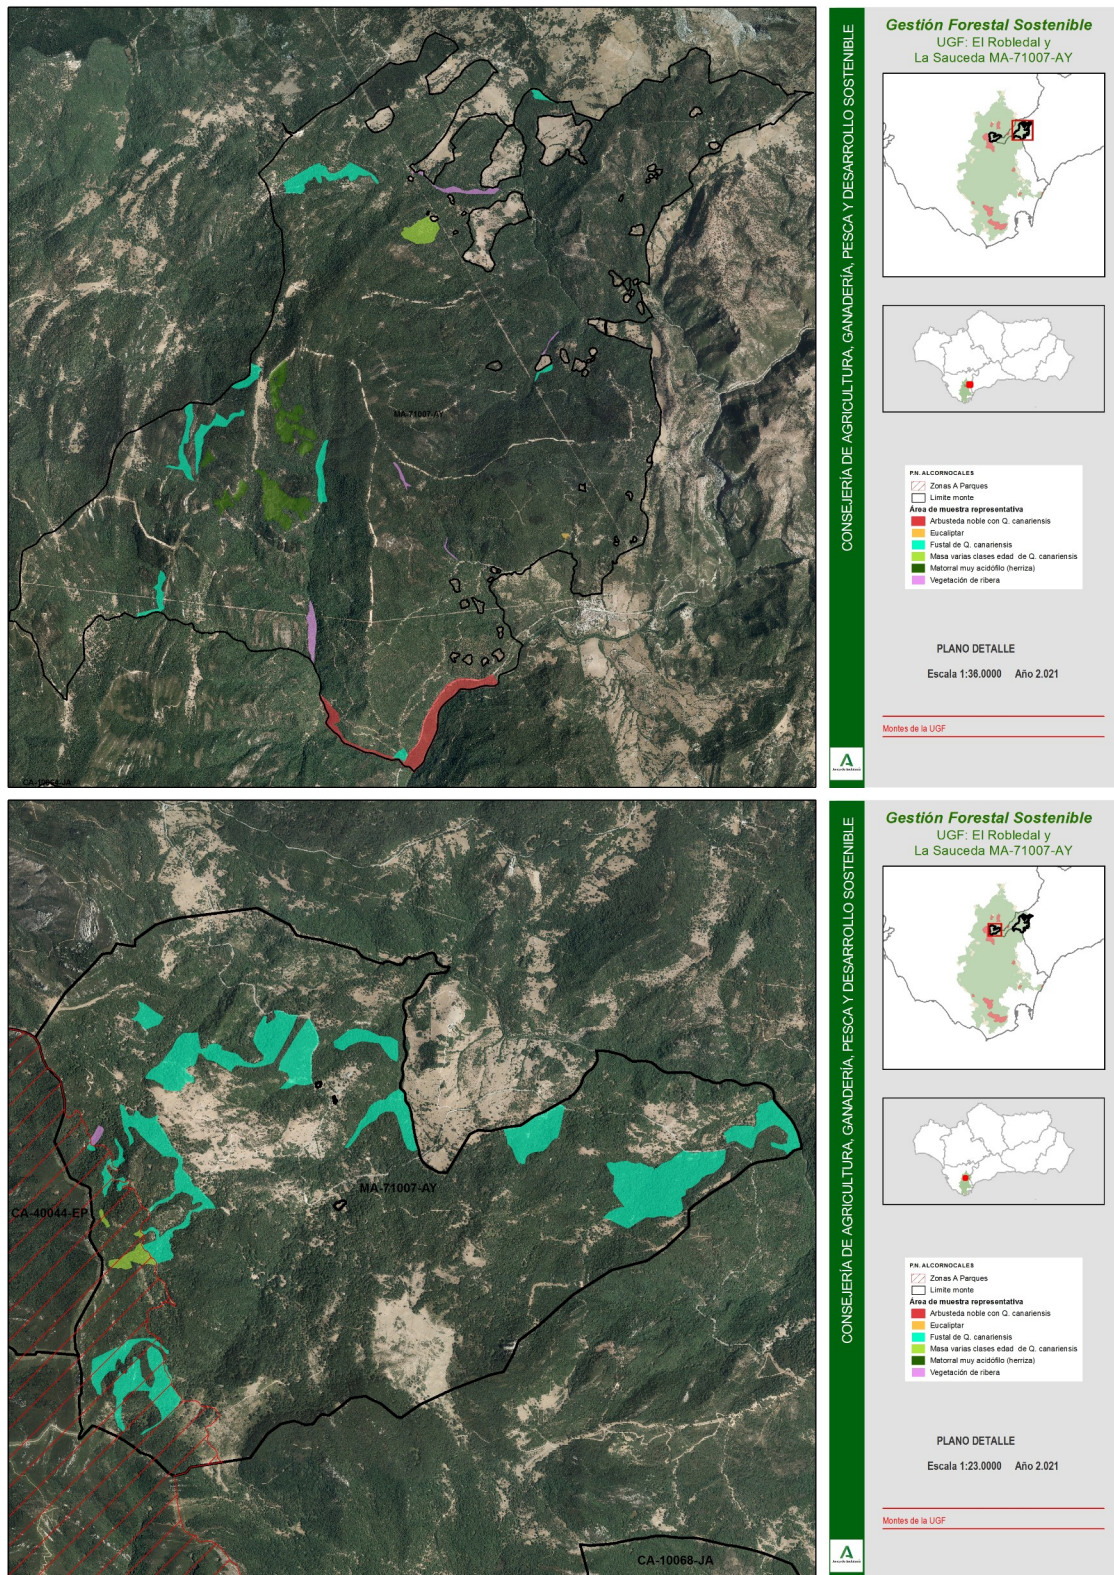 MA-71007-AY
CA-10064-JA
CONSEJERÍA DE AGRICULTURA, GANADERÍA, PESCA Y DESARROLLO SOSTENIBLE
Gestión Forestal Sostenible
UGF: El Robledal y
La Sauceda MA-71007-AY
P.N. ALCORNOCALES
Zonas A Parques
Límite monte
Área de muestra representativa
Arbusteda noble con Q. canariensis
Eucaliptar
Fustal de Q. canariensis
Masa varias clases edad de Q. canariensis
Matorral muy acidófilo (herriza)
Vegetación de ribera
PLANO DETALLE
Escala 1:36.0000 Año 2.021
Montes de la UGF
CA-40044-EP
MA-71007-AY
CA-10068-JA
CONSEJERÍA DE AGRICULTURA, GANADERÍA, PESCA Y DESARROLLO SOSTENIBLE
Gestión Forestal Sostenible
UGF: El Robledal y
La Sauceda MA-71007-AY
P.N. ALCORNOCALES
Zonas A Parques
Límite monte
Área de muestra representativa
Arbusteda noble con Q. canariensis
Eucaliptar
Fustal de Q. canariensis
Masa varias clases edad de Q. canariensis
Matorral muy acidófilo (herriza)
Vegetación de ribera
PLANO DETALLE
Escala 1:23.0000 Año 2.021
Montes de la UGF